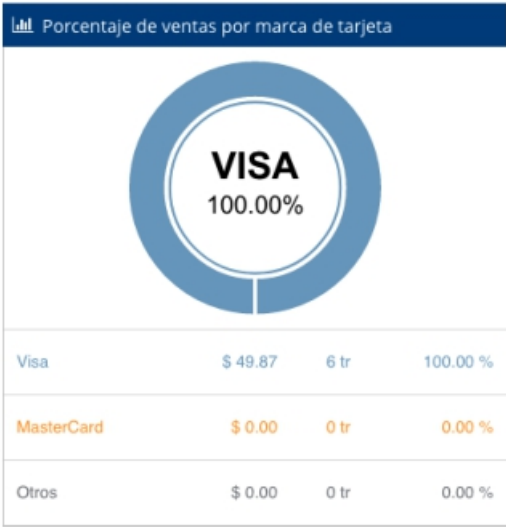 Porcentaje de ventas por marca de tarjeta
VISA
100.00%
Visa $ 49.87 6 tr 100.00 %
MasterCard $ 0.00 0 tr 0.00 %
Otros $ 0.00 0 tr 0.00 %